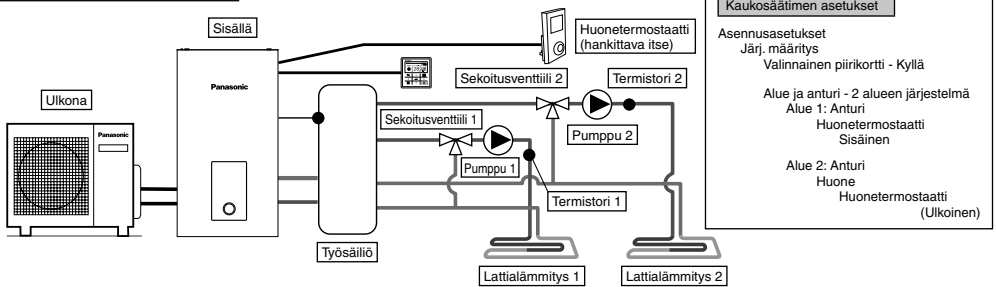 Ulkona
Panasonic
Sisällä
Panasonic
Huonetermostaatti
(hankittava itse)
Sekoitusventtiili 2
Termistori 2
Sekoitusventtiili 1
Pumppu 2
Pumppu 1
Termistori 1
Työsäiliö
Lattialämmitys 1
Lattialämmitys 2
Kaukosäätimen asetukset
Asennusasetukset
Järj. määritys
Valinnainen piirikortti - Kyllä
Alue ja anturi - 2 alueen järjestelmä
Alue 1: Anturi
Huonetermostaatti
Sisäinen
Alue 2: Anturi
Huone
Huonetermostaatti
(Ulkoinen)